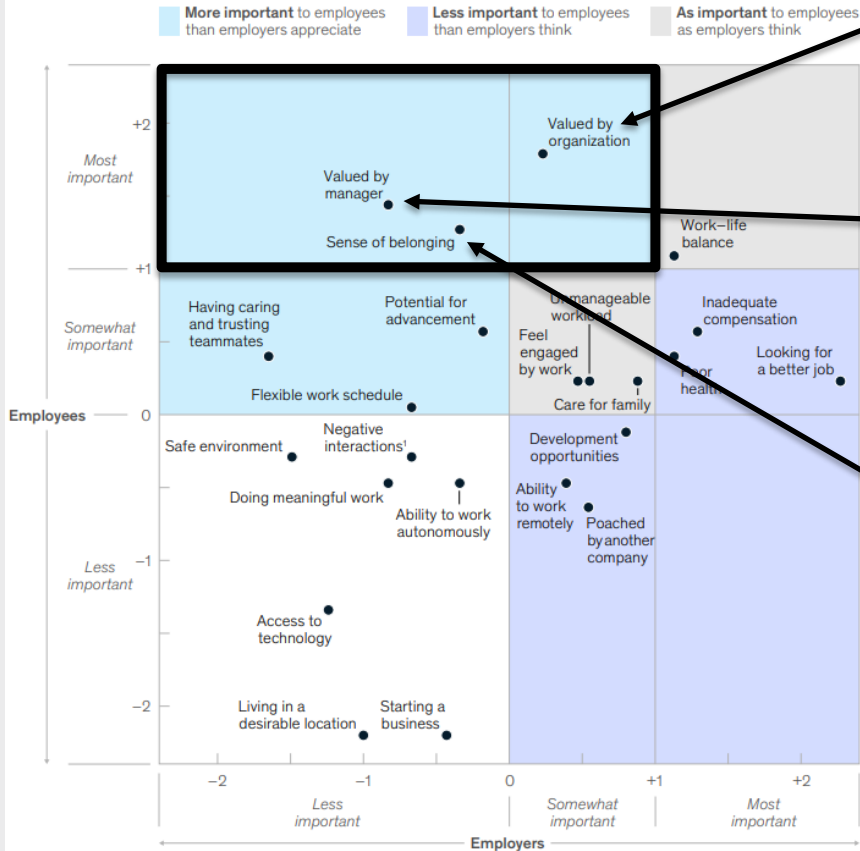 More important to employees
than employers appreciate
Less important to employees
than employers think
As important to employees
as employers think
+2
Most
important
Valued by
organization
Valued by
manager
Sense of belonging
Work–life
balance
+1
Somewhat
important
Having caring
and trusting
teammates
Potential for
advancement
Unmanageable
workload
Feel
engaged
by work
Inadequate
compensation
Poor
health
Looking for
a better job
Flexible work schedule
Care for family
Employees
0
Safe environment
Negative
interactions¹
Development
opportunities
Doing meaningful work
Ability to work
autonomously
Ability
to work
remotely
Poached
by another
company
−1
Less
important
Access to
technology
−2
Living in a
desirable location
Starting a
business
−2
−1
0
+1
+2
Less
important
Somewhat
important
Most
important
Employers